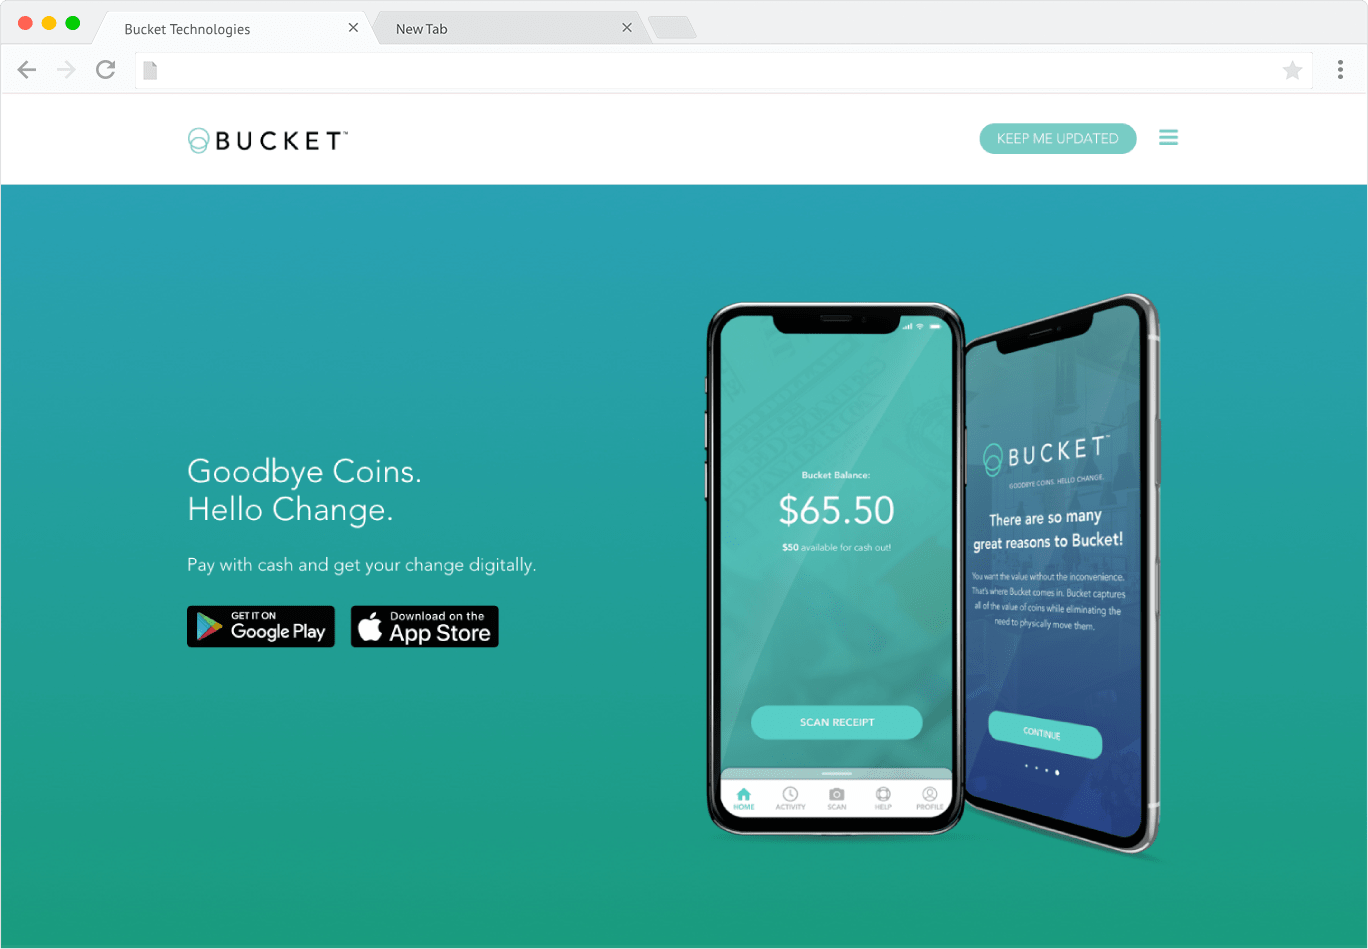 Bucket Technologies
New Tab
BUCKET™
KEEP ME UPDATED
Goodbye Coins.
Hello Change.
Pay with cash and get your change digitally.
GET IT ON
Google Play
Download on the
App Store
Bucket Balance:
$65.50
$50 available for cash out!
SCAN RECEIPT
HOME
ACTIVITY
SCAN
HELP
PROFILE
BUCKET™
GOODBYE COINS. HELLO CHANGE.
There are so many
great reasons to Bucket!
You want the value without the inconvenience.
That's where Bucket comes in. Bucket captures
all of the value of coins while eliminating the
need to physically move them.
CONTINUE